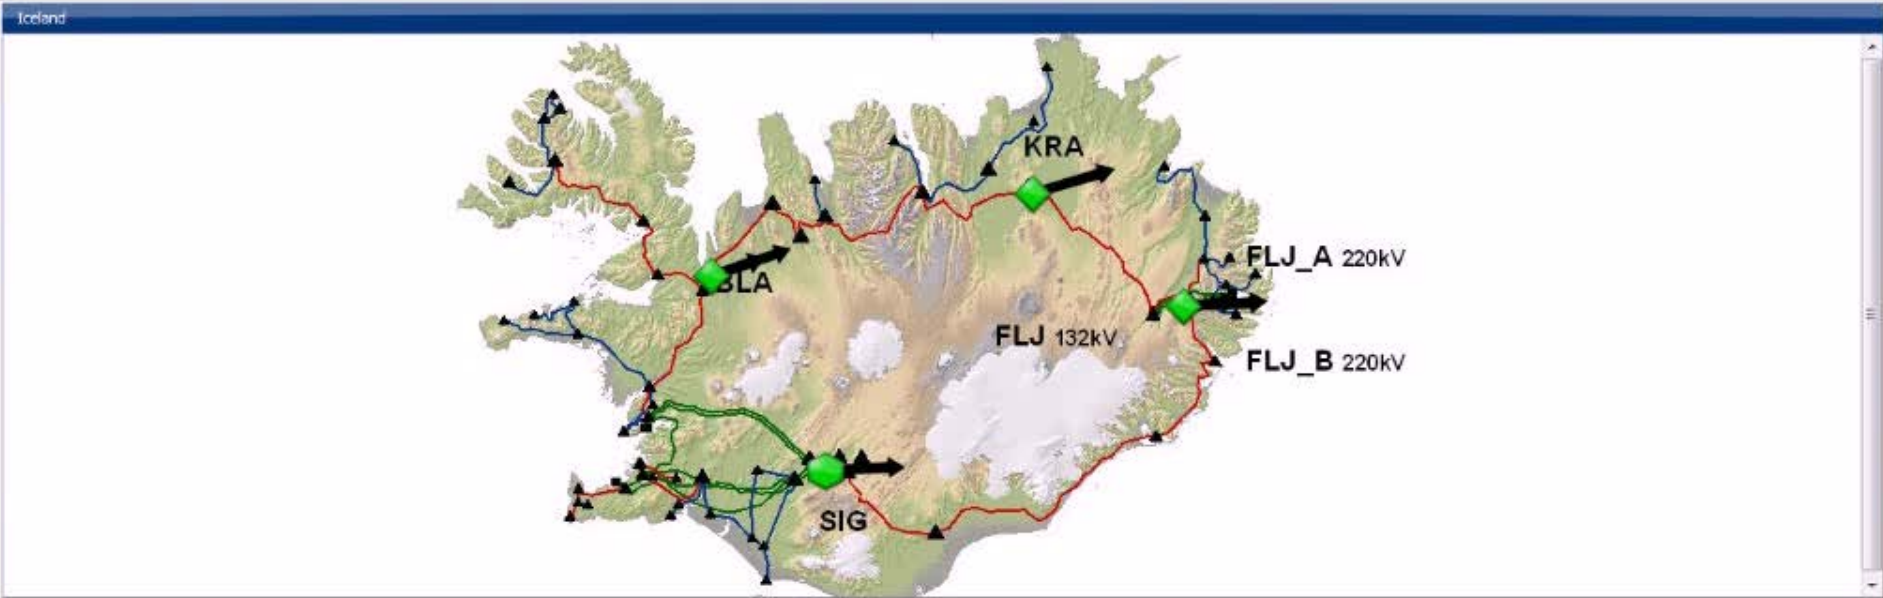 Iceland
KRA
FLJ_A 220kV
BLA
FLJ 132kV
FLJ_B 220kV
SIG